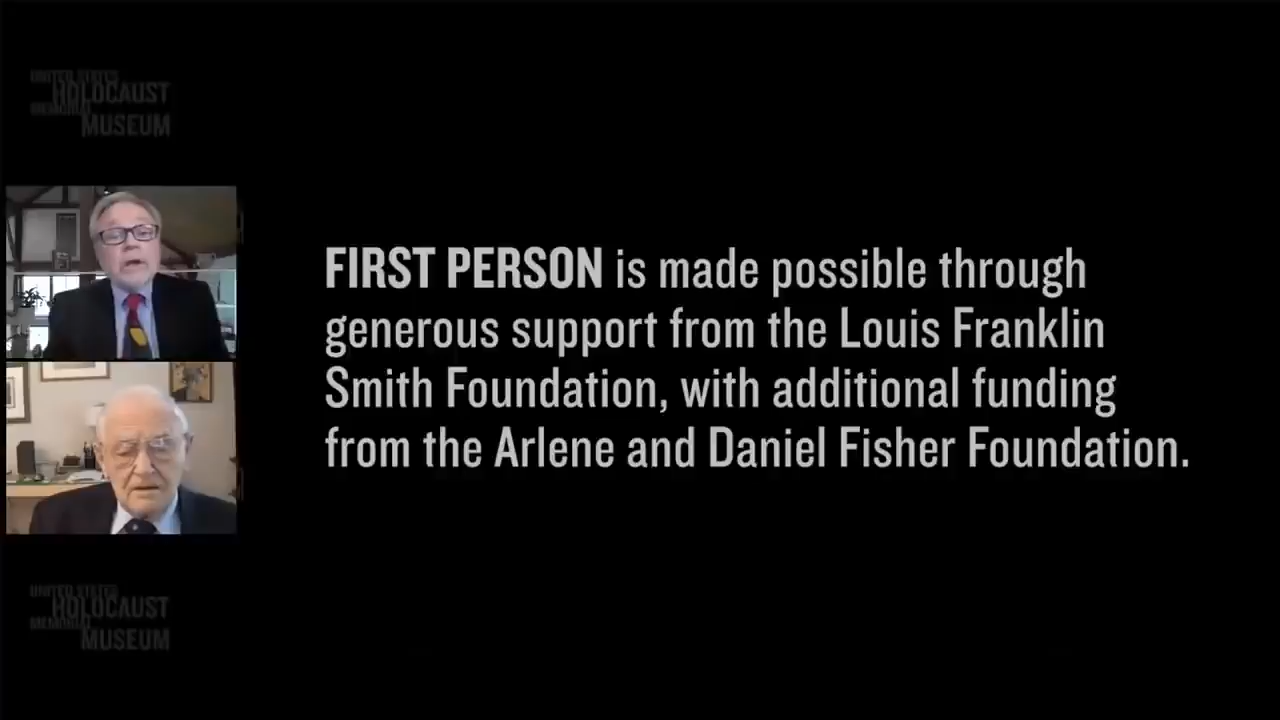 UNITED STATES
HOLOCAUST
MEMORIAL
MUSEUM
FIRST PERSON is made possible through
generous support from the Louis Franklin
Smith Foundation, with additional funding
from the Arlene and Daniel Fisher Foundation.
UNITED STATES
HOLOCAUST
MEMORIAL
MUSEUM